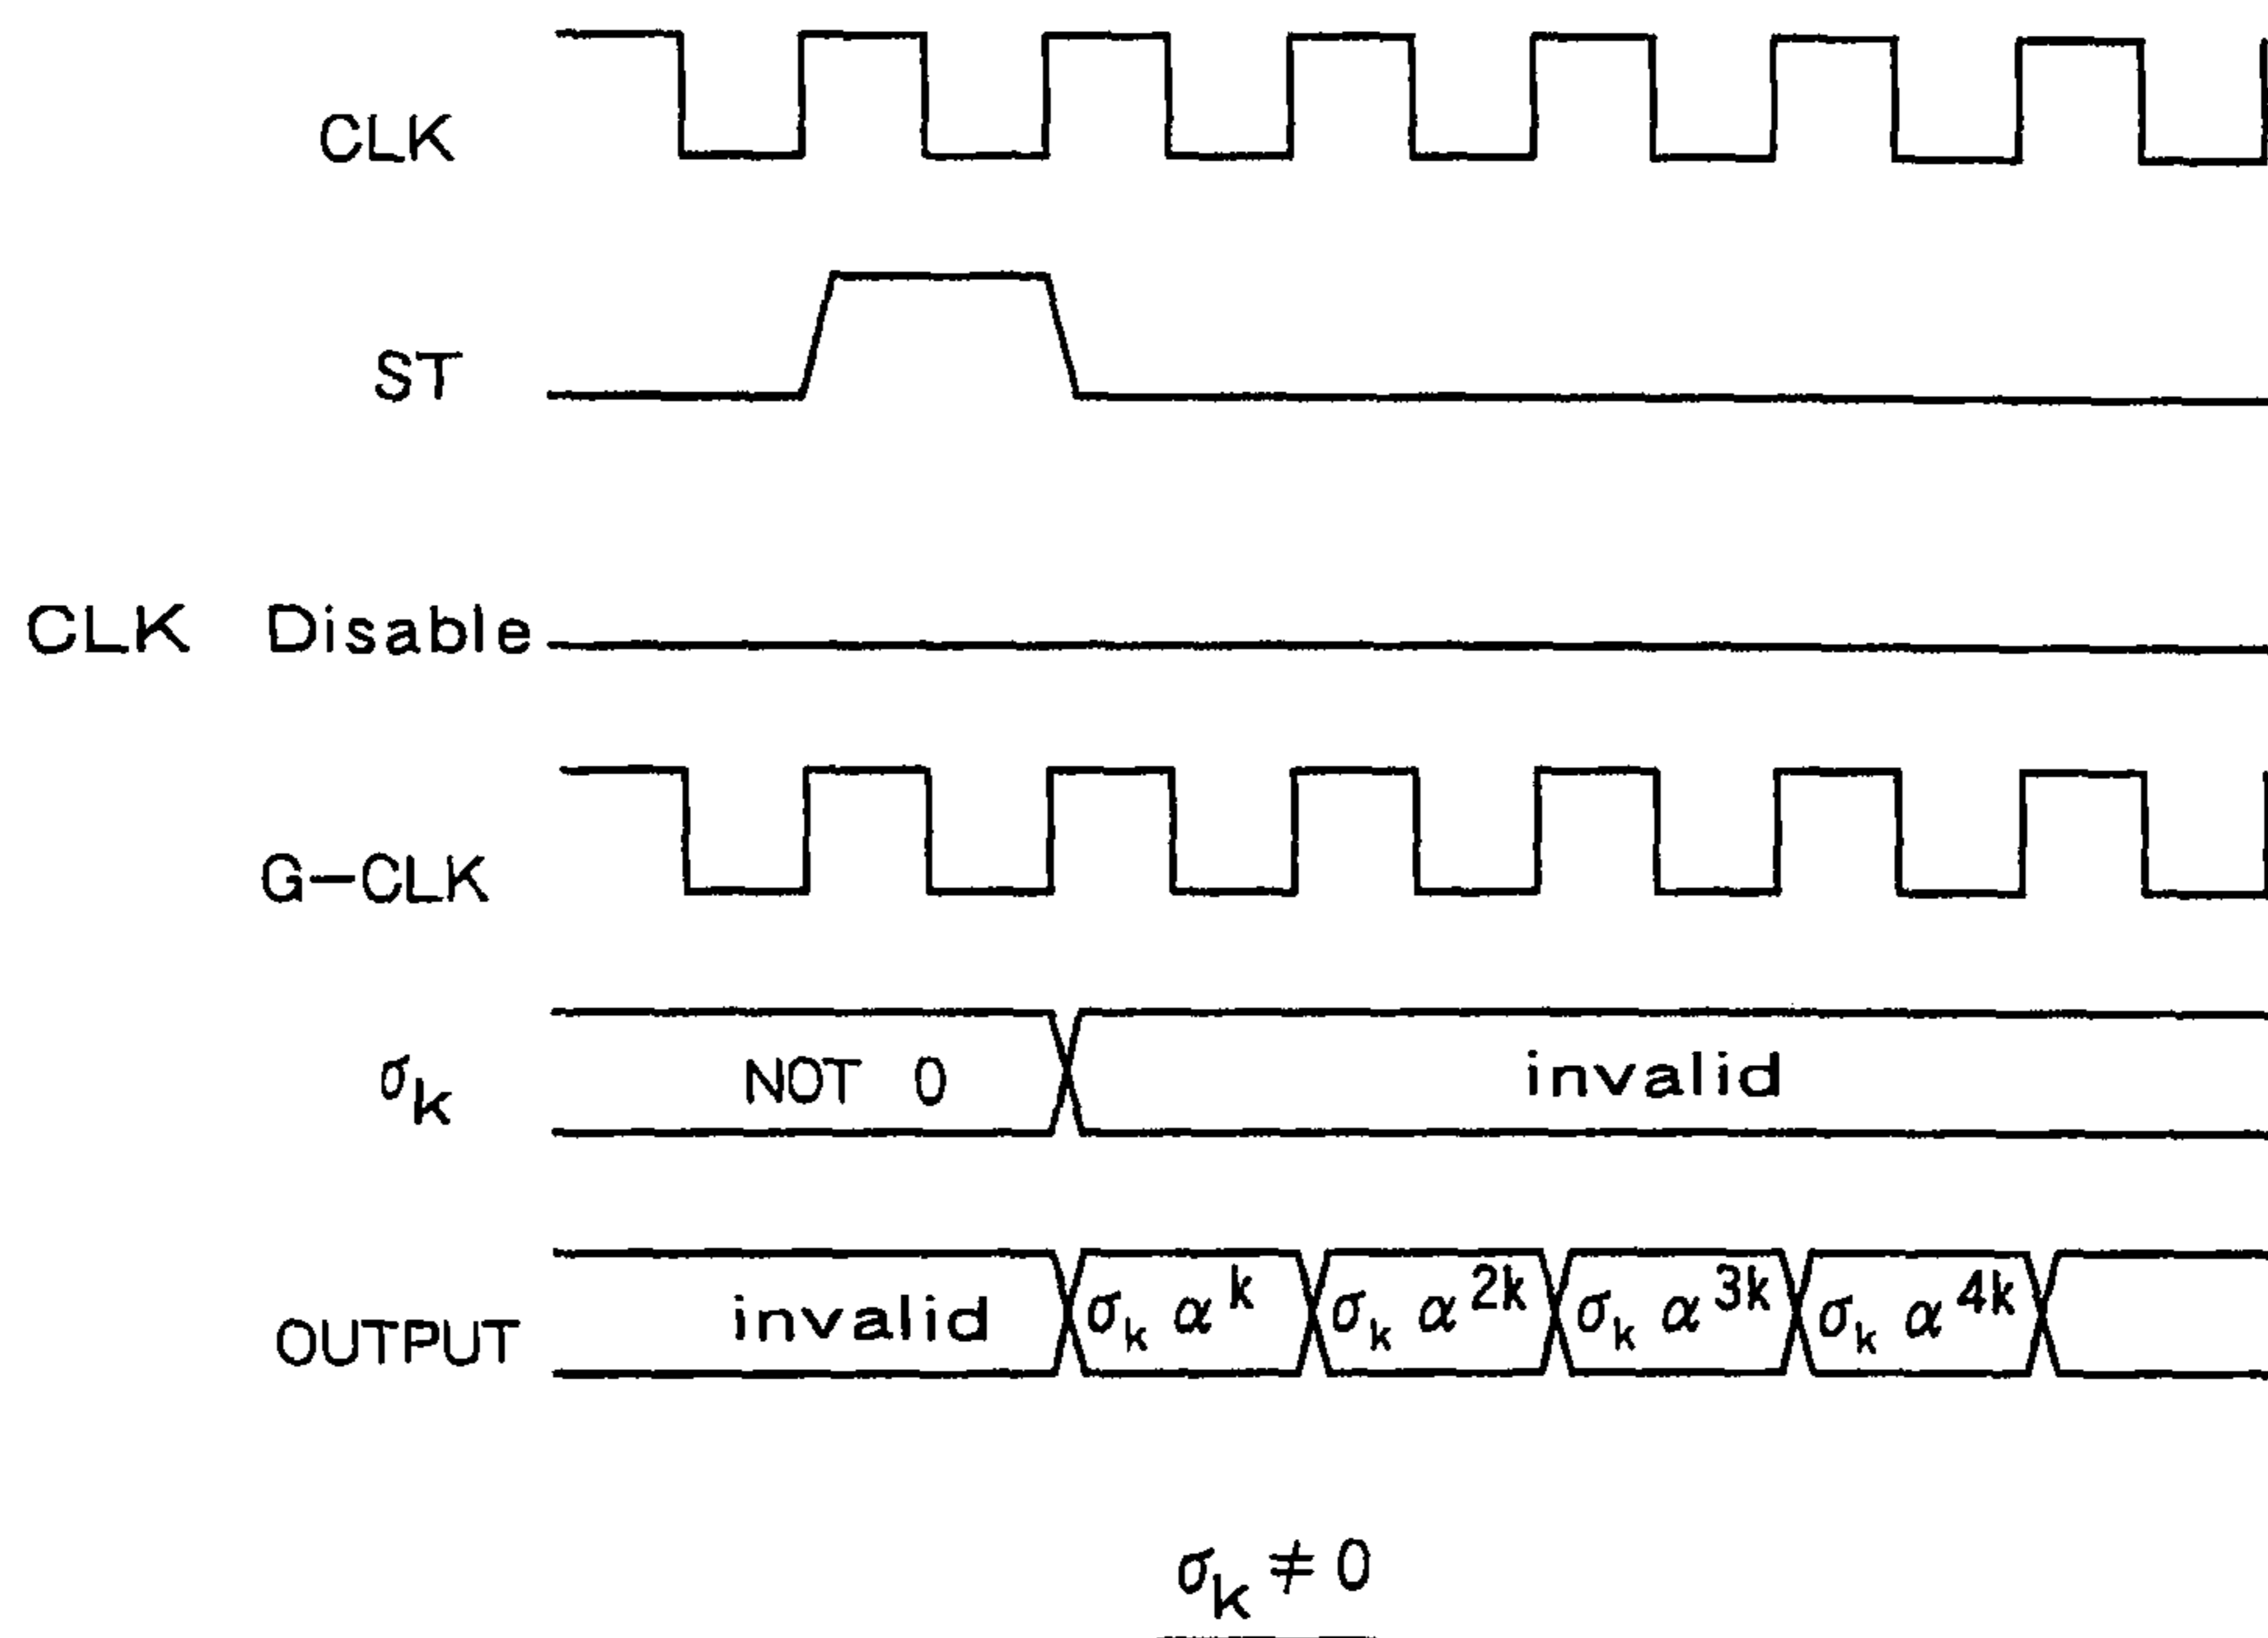 CLK
ST
CLK Disable
G-CLK
σk NOT 0 invalid
OUTPUT invalid σk α^k σk α^2k σk α^3k σk α^4k
σk ≠ 0